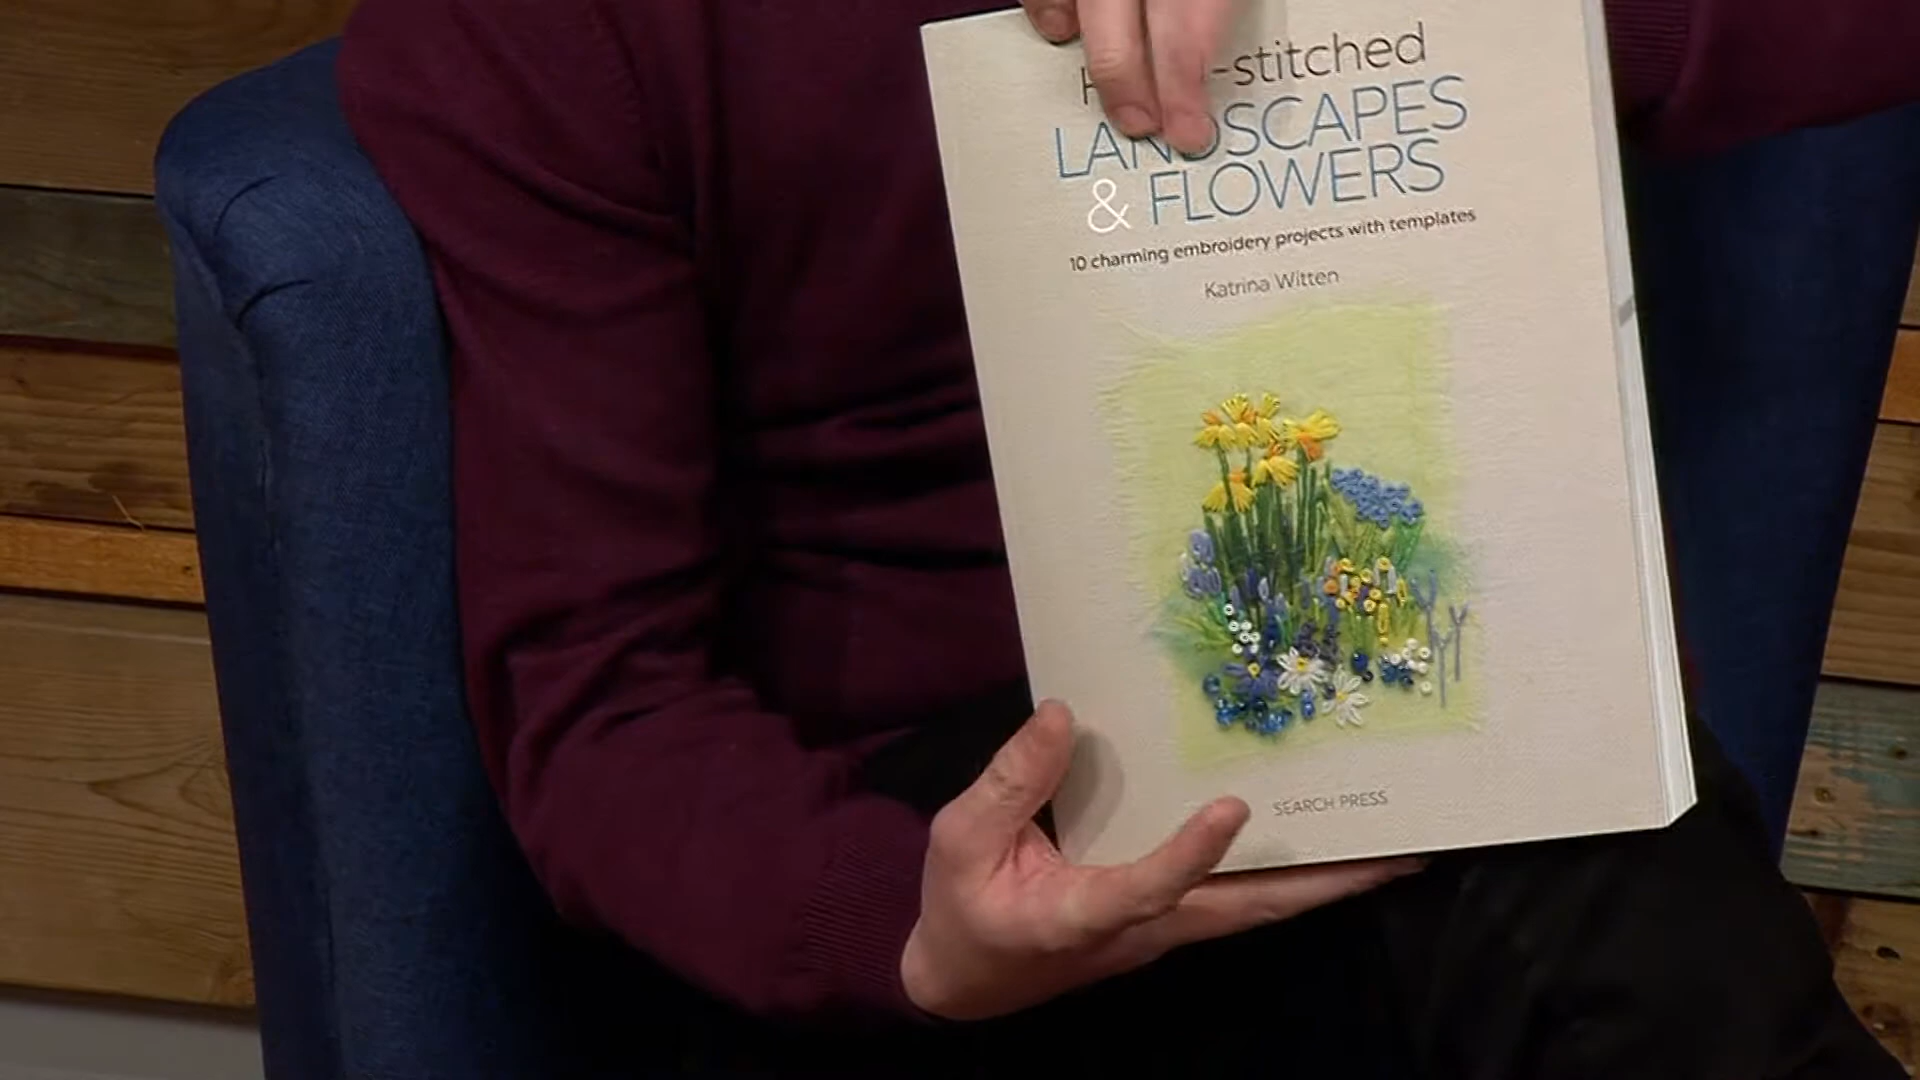 -stitched
LANDSCAPES
& FLOWERS
10 charming embroidery projects with templates
Katrina Witten
SEARCH PRESS